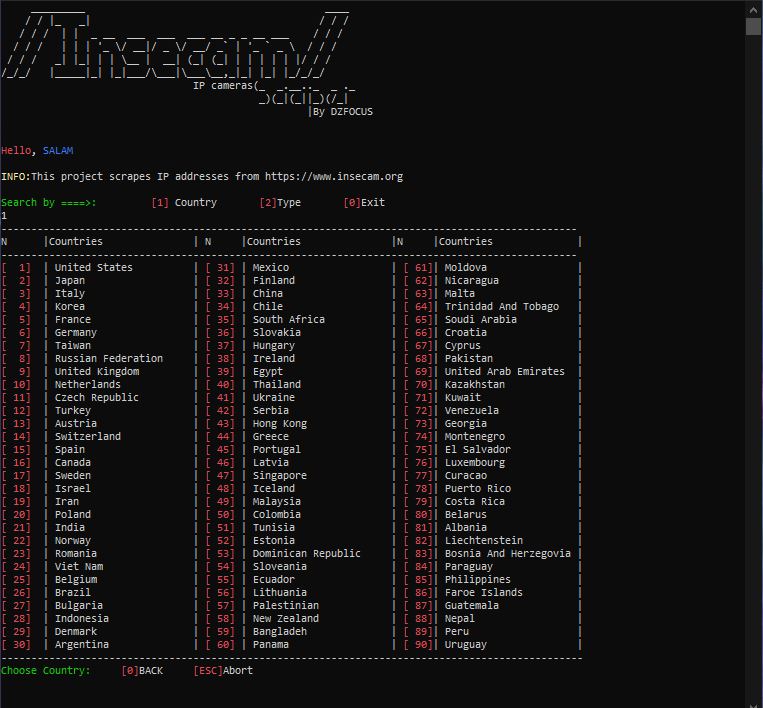 Insecam
IP cameras
By DZFOCUS
Hello, SALAM
INFO:This project scrapes IP addresses from https://www.insecam.org
Search by ====>: [1] Country [2]Type [0]Exit
1
N |Countries | N |Countries |N |Countries |
[ 1] | United States | [ 31] | Mexico | [ 61]| Moldova |
[ 2] | Japan | [ 32] | Finland | [ 62]| Nicaragua |
[ 3] | Italy | [ 33] | China | [ 63]| Malta |
[ 4] | Korea | [ 34] | Chile | [ 64]| Trinidad And Tobago |
[ 5] | France | [ 35] | South Africa | [ 65]| Soudi Arabia |
[ 6] | Germany | [ 36] | Slovakia | [ 66]| Croatia |
[ 7] | Taiwan | [ 37] | Hungary | [ 67]| Cyprus |
[ 8] | Russian Federation | [ 38] | Ireland | [ 68]| Pakistan |
[ 9] | United Kingdom | [ 39] | Egypt | [ 69]| United Arab Emirates |
[ 10] | Netherlands | [ 40] | Thailand | [ 70]| Kazakhstan |
[ 11] | Czech Republic | [ 41] | Ukraine | [ 71]| Kuwait |
[ 12] | Turkey | [ 42] | Serbia | [ 72]| Venezuela |
[ 13] | Austria | [ 43] | Hong Kong | [ 73]| Georgia |
[ 14] | Switzerland | [ 44] | Greece | [ 74]| Montenegro |
[ 15] | Spain | [ 45] | Portugal | [ 75]| El Salvador |
[ 16] | Canada | [ 46] | Latvia | [ 76]| Luxembourg |
[ 17] | Sweden | [ 47] | Singapore | [ 77]| Curacao |
[ 18] | Israel | [ 48] | Iceland | [ 78]| Puerto Rico |
[ 19] | Iran | [ 49] | Malaysia | [ 79]| Costa Rica |
[ 20] | Poland | [ 50] | Colombia | [ 80]| Belarus |
[ 21] | India | [ 51] | Tunisia | [ 81]| Albania |
[ 22] | Norway | [ 52] | Estonia | [ 82]| Liechtenstein |
[ 23] | Romania | [ 53] | Dominican Republic | [ 83]| Bosnia And Herzegovia |
[ 24] | Viet Nam | [ 54] | Sloveania | [ 84]| Paraguay |
[ 25] | Belgium | [ 55] | Ecuador | [ 85]| Philippines |
[ 26] | Brazil | [ 56] | Lithuania | [ 86]| Faroe Islands |
[ 27] | Bulgaria | [ 57] | Palestinian | [ 87]| Guatemala |
[ 28] | Indonesia | [ 58] | New Zealand | [ 88]| Nepal |
[ 29] | Denmark | [ 59] | Bangladeh | [ 89]| Peru |
[ 30] | Argentina | [ 60] | Panama | [ 90]| Uruguay |
Choose Country: [0]BACK [ESC]Abort